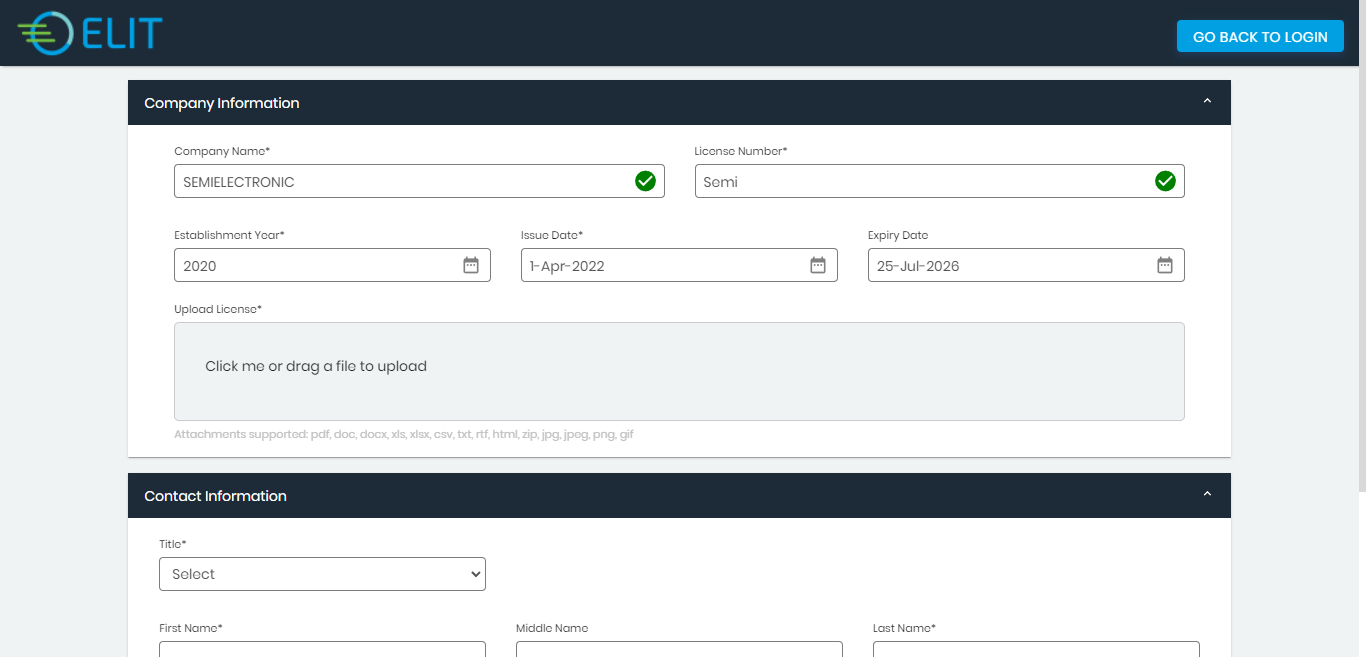 ELIT
GO BACK TO LOGIN
Company Information
Company Name* License Number*
SEMIELECTRONIC Semi
Establishment Year* Issue Date* Expiry Date
2020 1-Apr-2022 25-Jul-2026
Upload License*
Click me or drag a file to upload
Attachments supported: pdf, doc, docx, xls, xlsx, csv, txt, rtf, html, zip, jpg, jpeg, png, gif
Contact Information
Title*
Select
First Name* Middle Name Last Name*